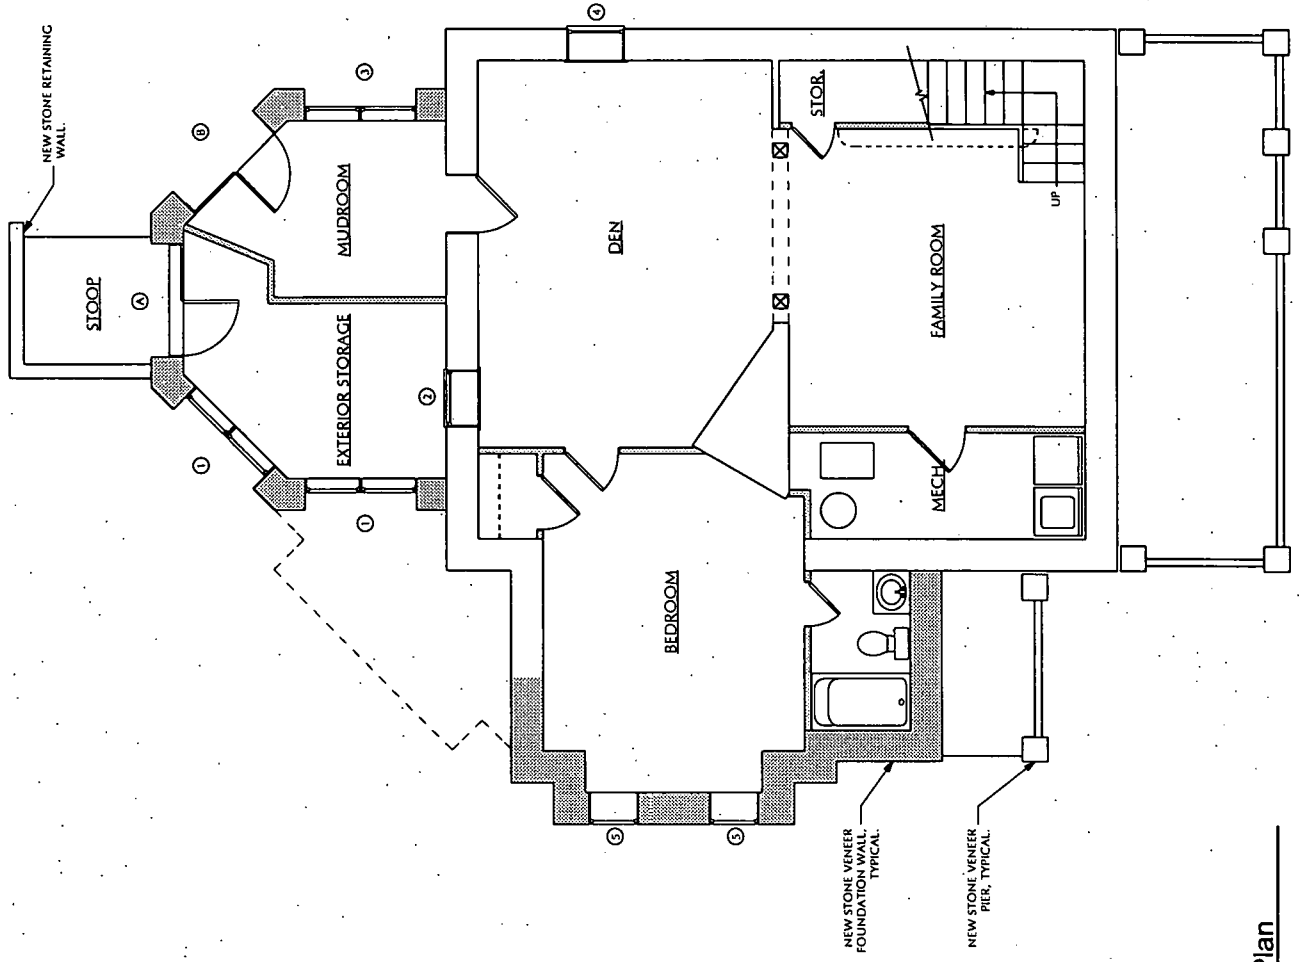 NEW STONE RETAINING
WALL.
STOOP
A
B
3
4
MUDROOM
EXTERIOR STORAGE
1
1
2
DEN
STOR.
UP
FAMILY ROOM
MECH.
BEDROOM
5
5
NEW STONE VENEER
FOUNDATION WALL,
TYPICAL.
NEW STONE VENEER
PIER, TYPICAL.
Plan